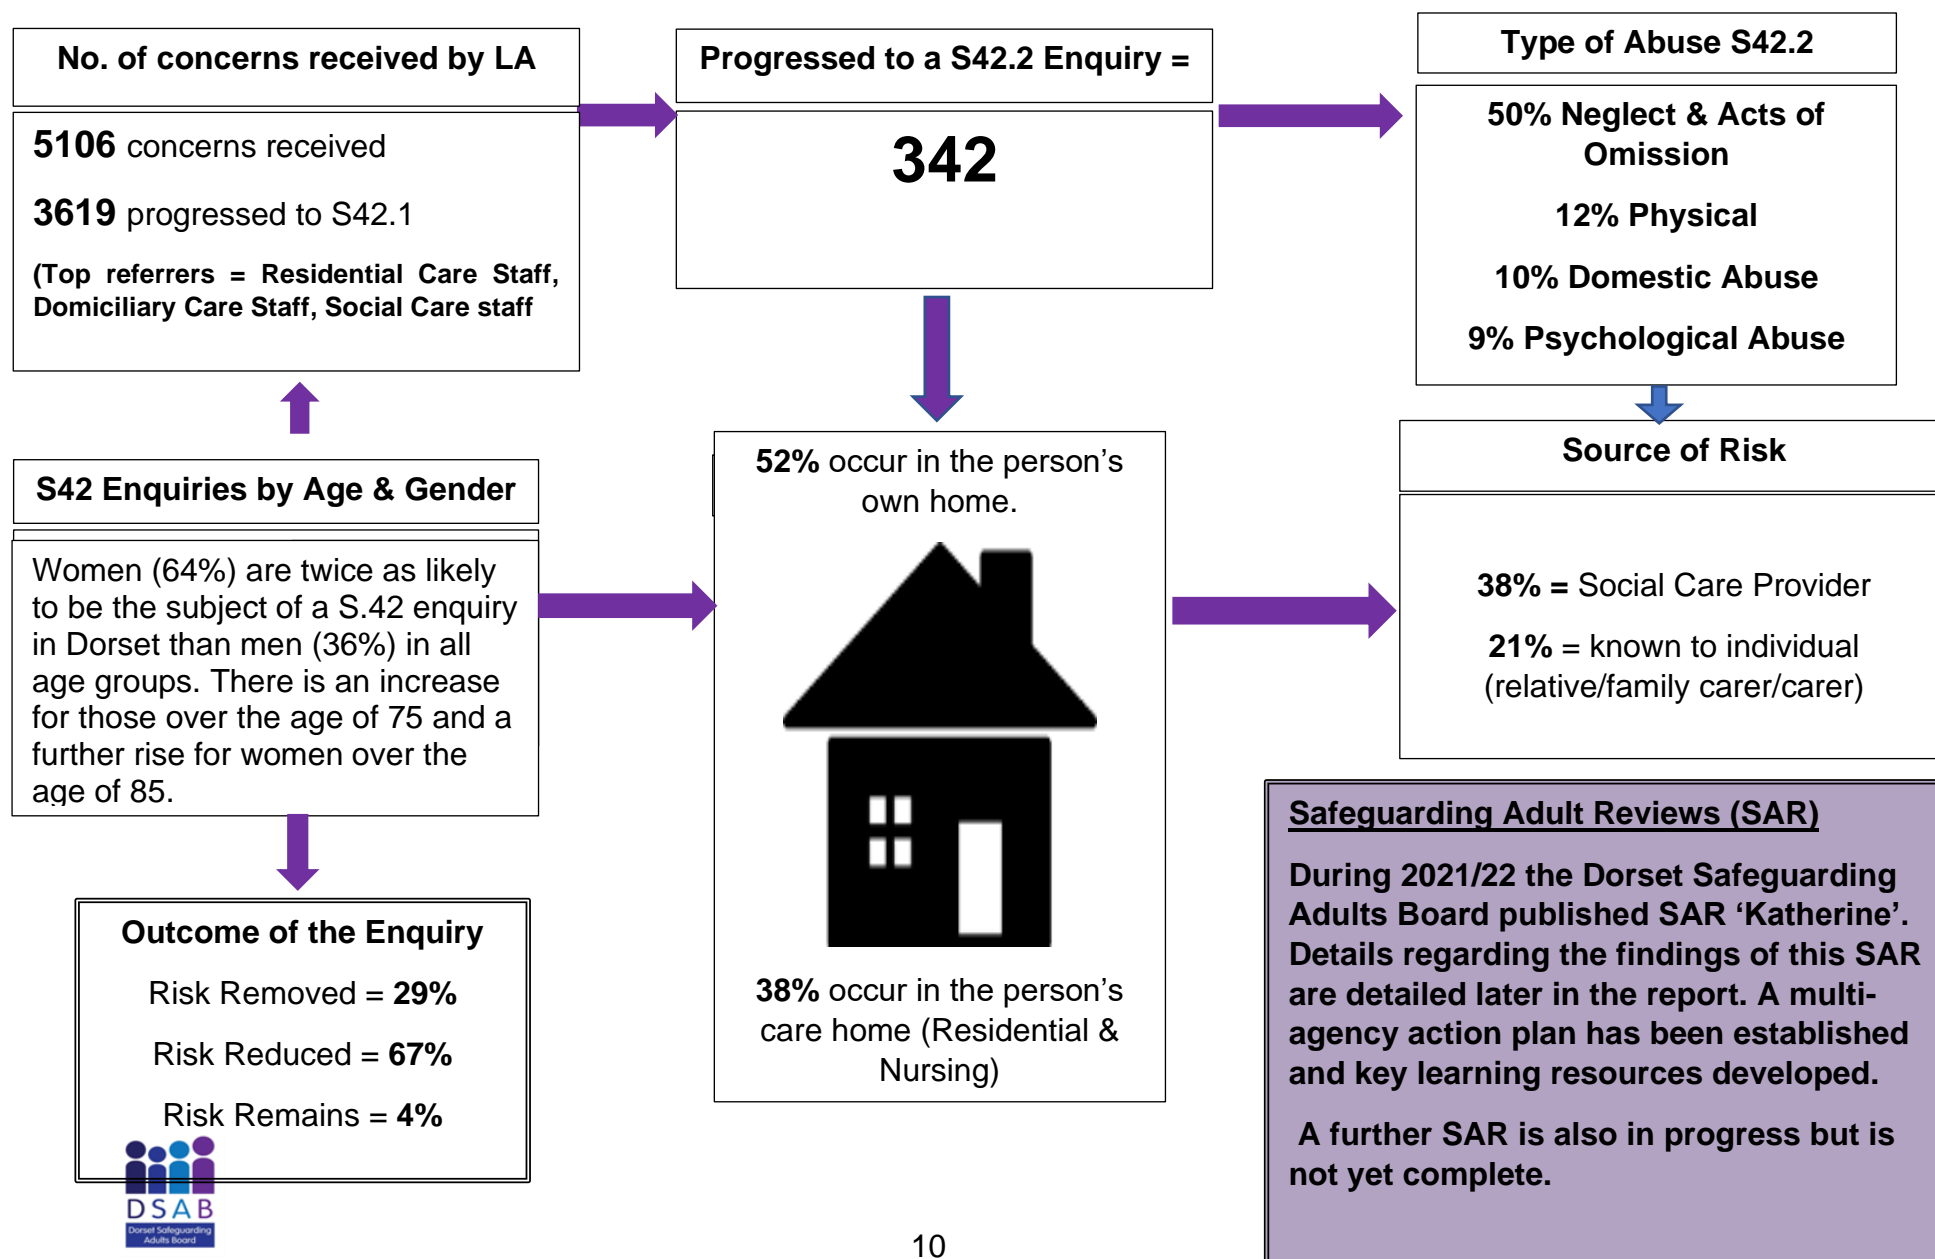 No. of concerns received by LA
5106 concerns received
3619 progressed to S42.1
(Top referrers = Residential Care Staff,
Domiciliary Care Staff, Social Care staff
Progressed to a S42.2 Enquiry =
342
Type of Abuse S42.2
50% Neglect & Acts of
Omission
12% Physical
10% Domestic Abuse
9% Psychological Abuse
S42 Enquiries by Age & Gender
Women (64%) are twice as likely
to be the subject of a S.42 enquiry
in Dorset than men (36%) in all
age groups. There is an increase
for those over the age of 75 and a
further rise for women over the
age of 85.
52% occur in the person's
own home.
38% occur in the person's
care home (Residential &
Nursing)
Source of Risk
38% = Social Care Provider
21% = known to individual
(relative/family carer/carer)
Outcome of the Enquiry
Risk Removed = 29%
Risk Reduced = 67%
Risk Remains = 4%
Safeguarding Adult Reviews (SAR)
During 2021/22 the Dorset Safeguarding
Adults Board published SAR ‘Katherine’.
Details regarding the findings of this SAR
are detailed later in the report. A multi-
agency action plan has been established
and key learning resources developed.
A further SAR is also in progress but is
not yet complete.
DSAB
Dorset Safeguarding
Adults Board
10